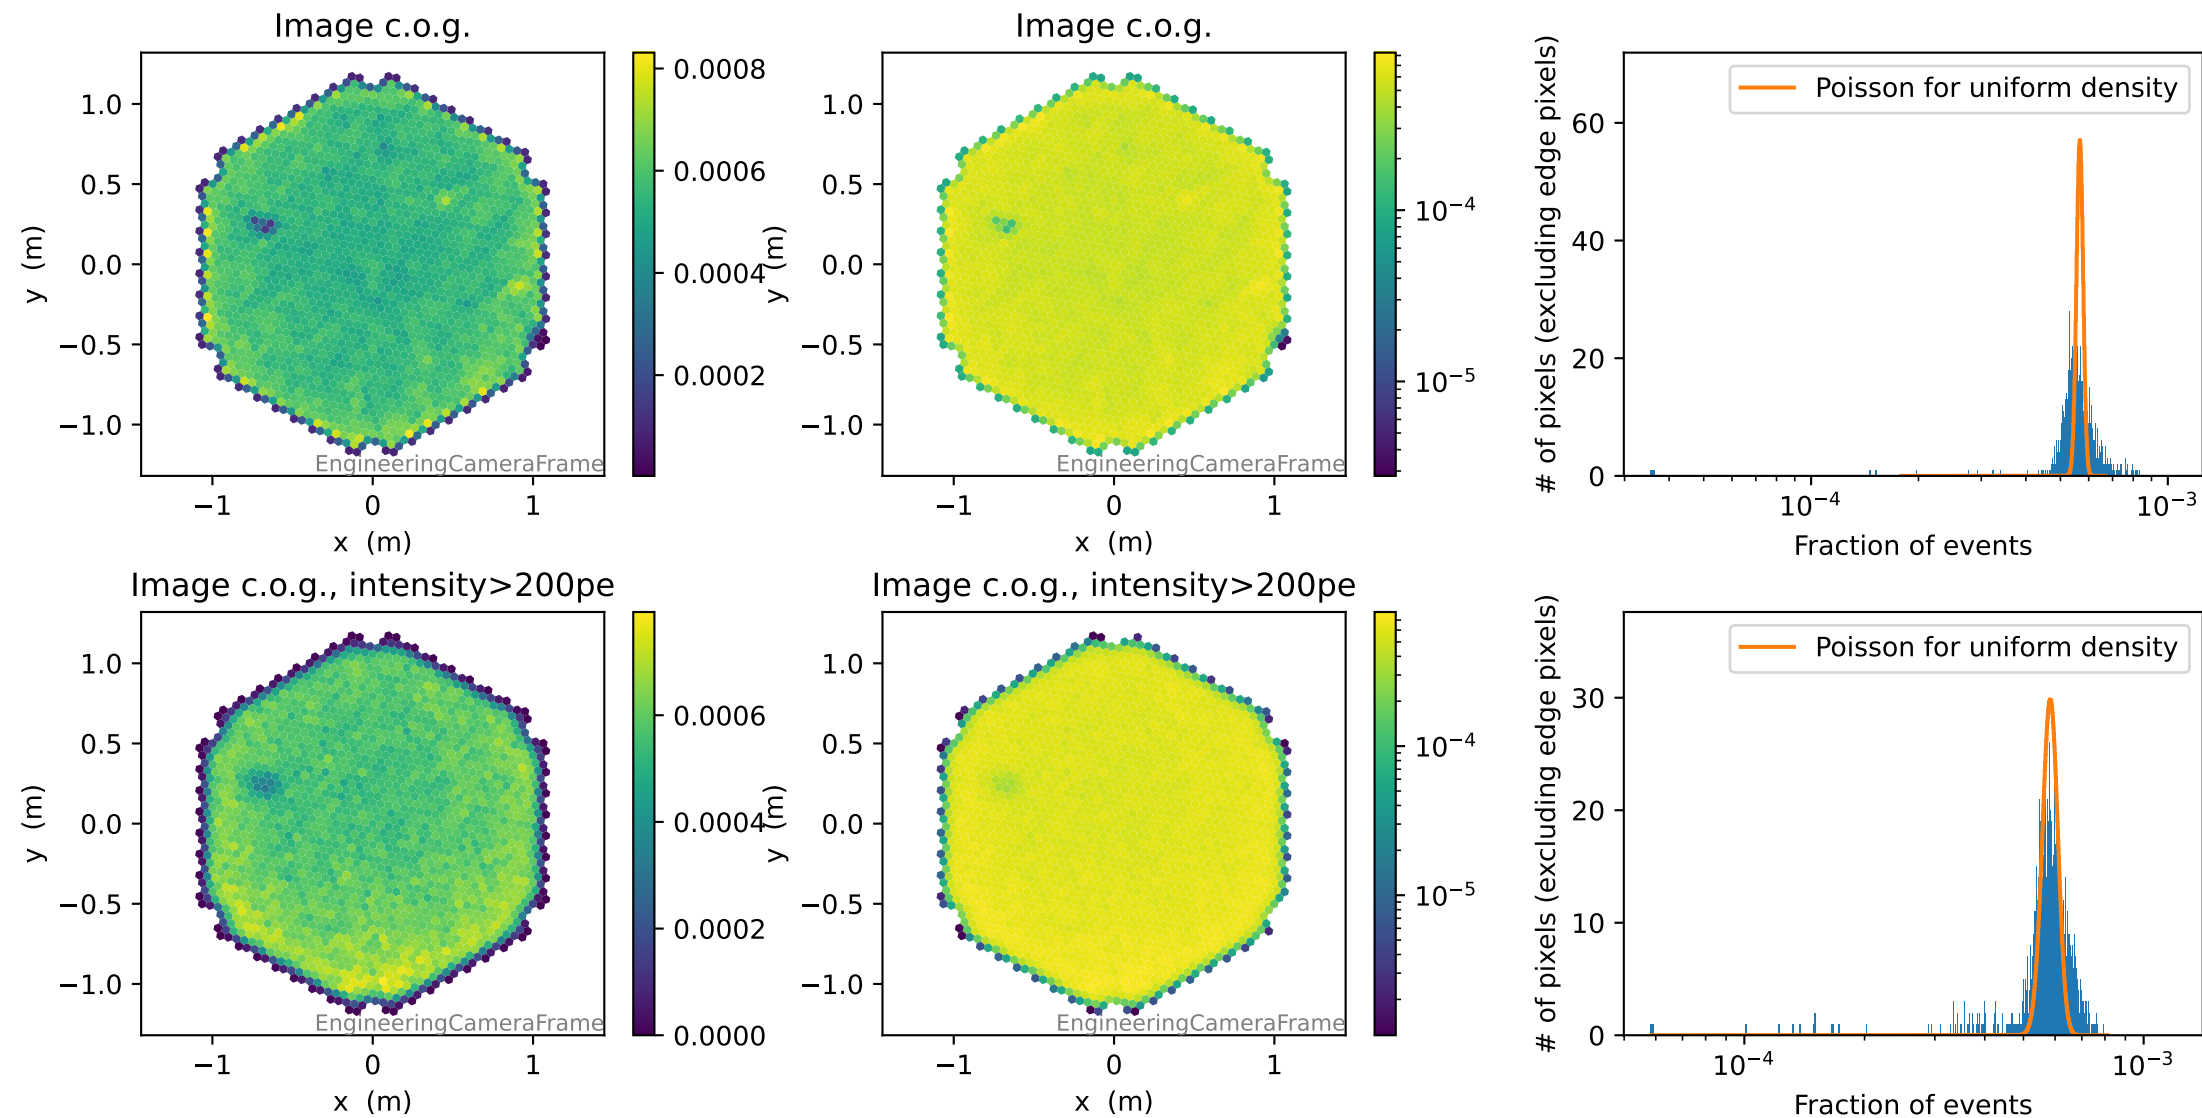 Image c.o.g.
1.0
0.5
0.0
−0.5
−1.0
y (m)
−1
0
1
x (m)
EngineeringCameraFrame
0.0008
0.0006
0.0004
0.0002
Image c.o.g.
1.0
0.5
0.0
−0.5
−1.0
y (m)
−1
0
1
x (m)
EngineeringCameraFrame
10⁻⁴
10⁻⁵
Poisson for uniform density
# of pixels (excluding edge pixels)
60
40
20
0
10⁻⁴
10⁻³
Fraction of events
Image c.o.g., intensity>200pe
1.0
0.5
0.0
−0.5
−1.0
y (m)
−1
0
1
x (m)
EngineeringCameraFrame
0.0006
0.0004
0.0002
0.0000
Image c.o.g., intensity>200pe
1.0
0.5
0.0
−0.5
−1.0
y (m)
−1
0
1
x (m)
EngineeringCameraFrame
10⁻⁴
10⁻⁵
Poisson for uniform density
# of pixels (excluding edge pixels)
30
20
10
0
10⁻⁴
10⁻³
Fraction of events